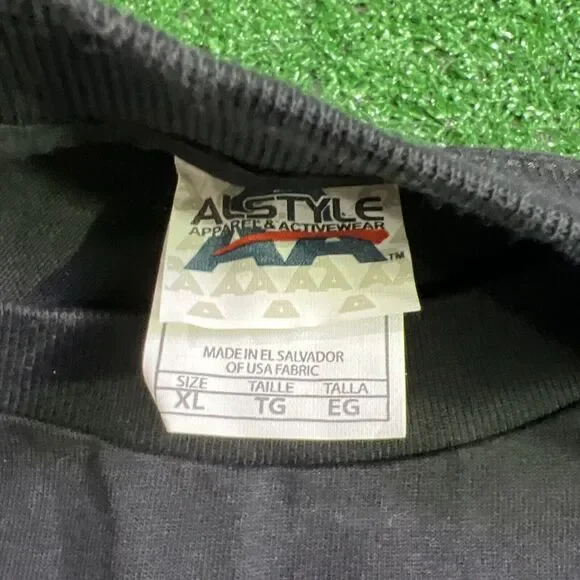 ALSTYLE
APPAREL & ACTIVEWEAR
AA™
MADE IN EL SALVADOR
OF USA FABRIC
SIZE TAILLE TALLA
XL TG EG